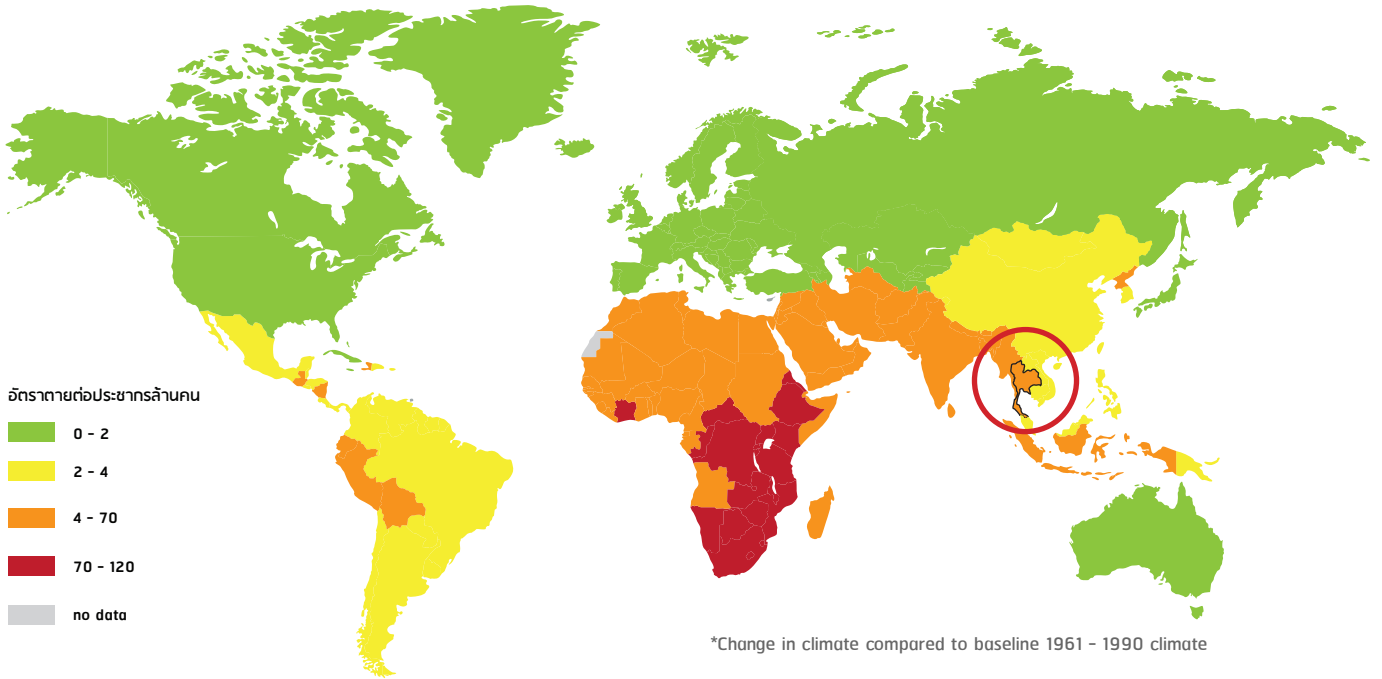 อัตราตายต่อประชากรล้านคน
0 - 2
2 - 4
4 - 70
70 - 120
no data
*Change in climate compared to baseline 1961 - 1990 climate